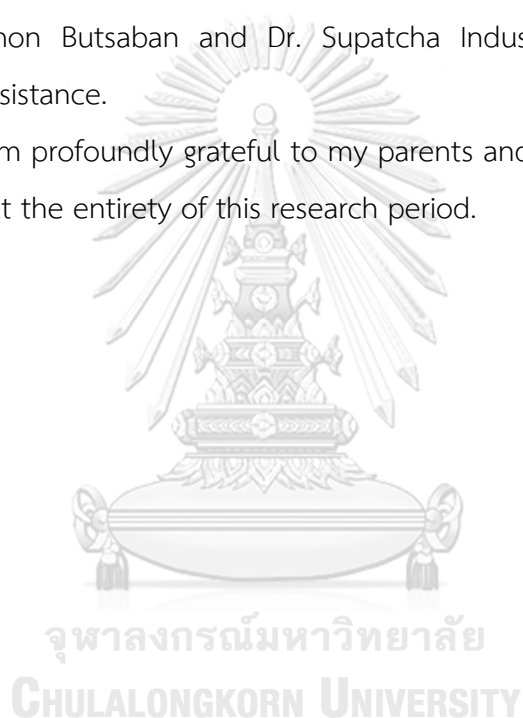 non Butsaban and Dr. Supatcha Indus
sistance.
m profoundly grateful to my parents and
t the entirety of this research period.
จุฬาลงกรณ์มหาวิทยาลัย
CHULALONGKORN UNIVERSITY